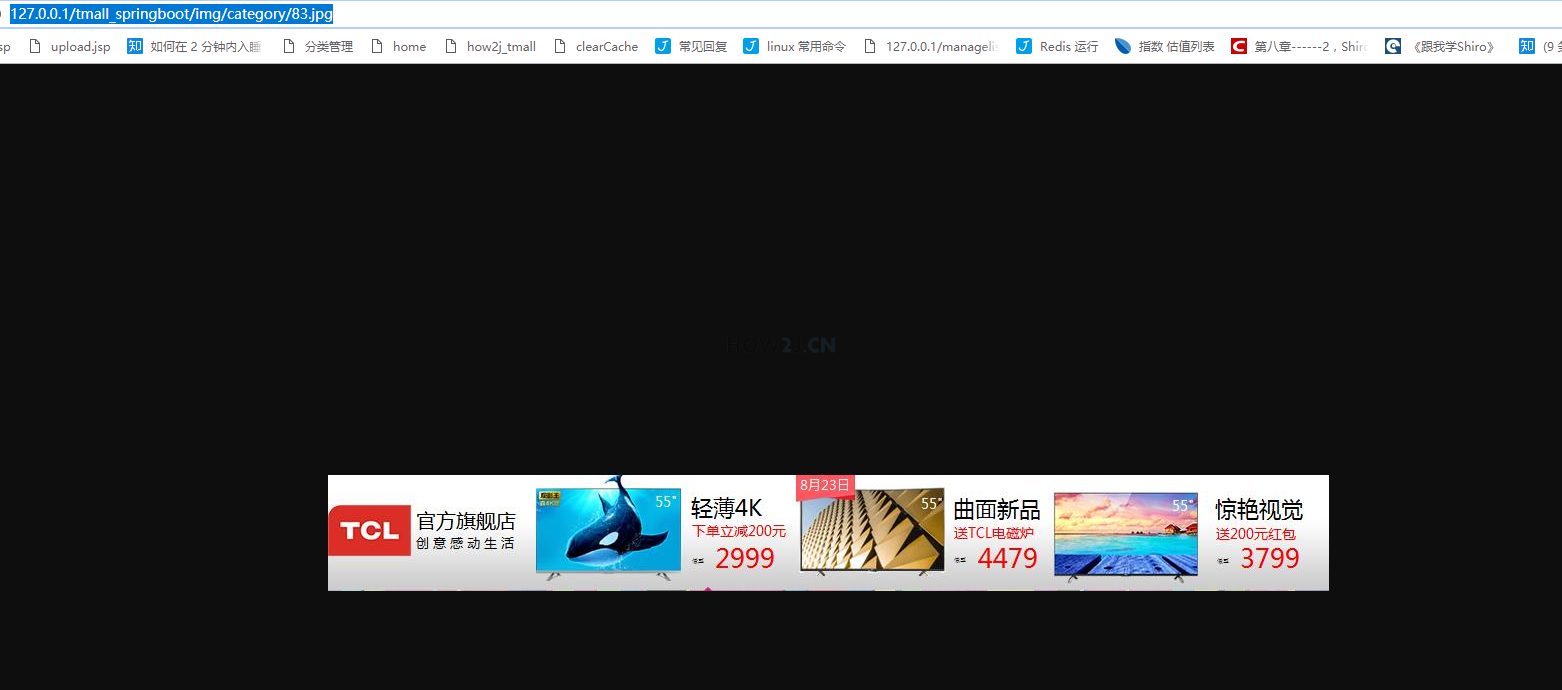 127.0.0.1/tmall_springboot/img/category/83.jpg
sp upload.jsp 知 如何在 2 分钟内入睡 分类管理 home how2j_tmall clearCache J 常见回复 J linux 常用命令 127.0.0.1/manageli J Redis 运行 指数 估值列表 C 第八章------2，Shiro 《跟我学Shiro》 知 (9
2 .CN
TCL
官方旗舰店
创意感动生活
55"
轻薄4K
下单立减200元
2999
8月23日
55"
曲面新品
送TCL电磁炉
4479
55"
惊艳视觉
送200元红包
3799